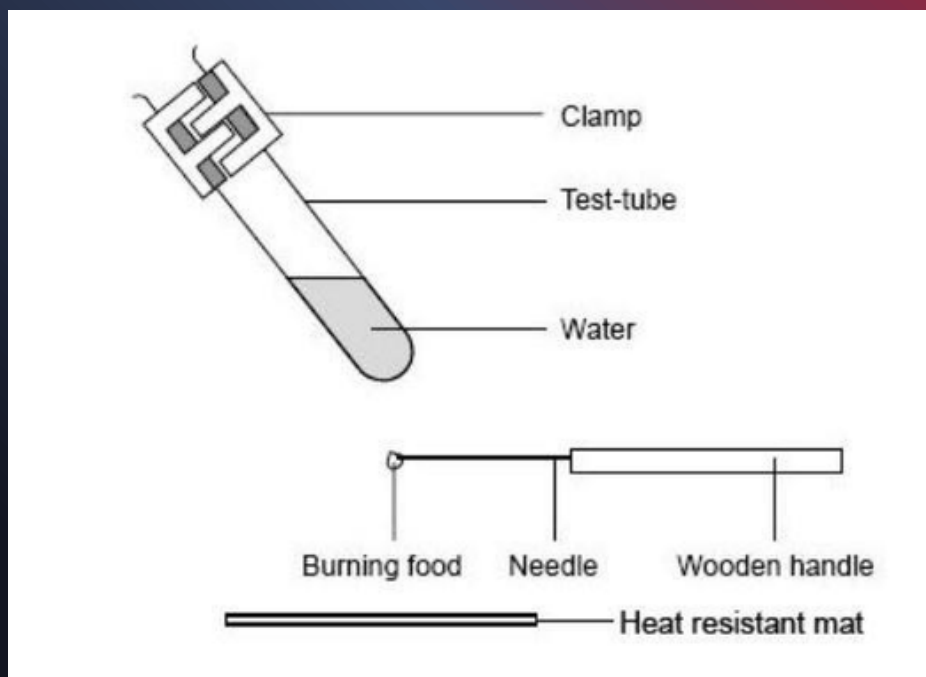 Clamp
Test-tube
Water
Burning food Needle Wooden handle
Heat resistant mat